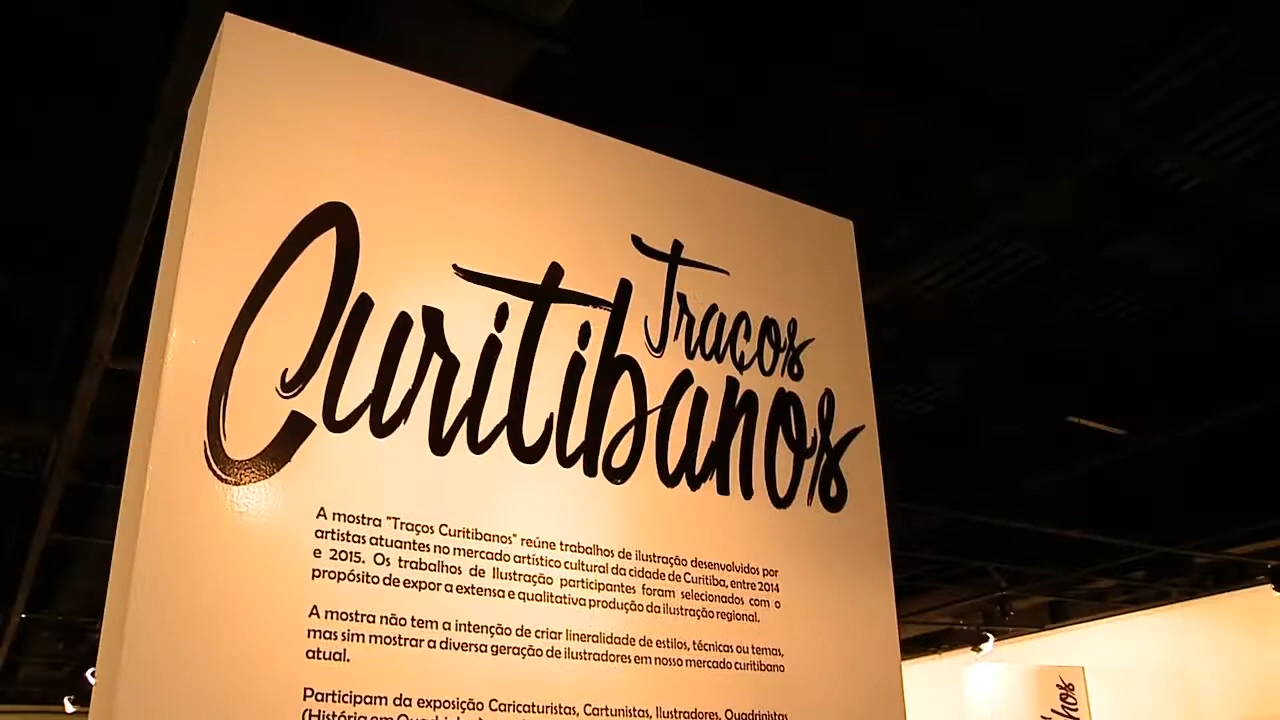 Traços
Curitibanos
A mostra "Traços Curitibanos" reúne trabalhos de ilustração desenvolvidos por
artistas atuantes no mercado artístico cultural da cidade de Curitiba, entre 2014
e 2015. Os trabalhos de Ilustração participantes foram selecionados com o
propósito de expor a extensa e qualitativa produção da ilustração regional.
A mostra não tem a intenção de criar lineralidade de estilos, técnicas ou temas,
mas sim mostrar a diversa geração de ilustradores em nosso mercado curitibano
atual.
Participam da exposição Caricaturistas, Cartunistas, Ilustradores, Quadrinistas
(História em